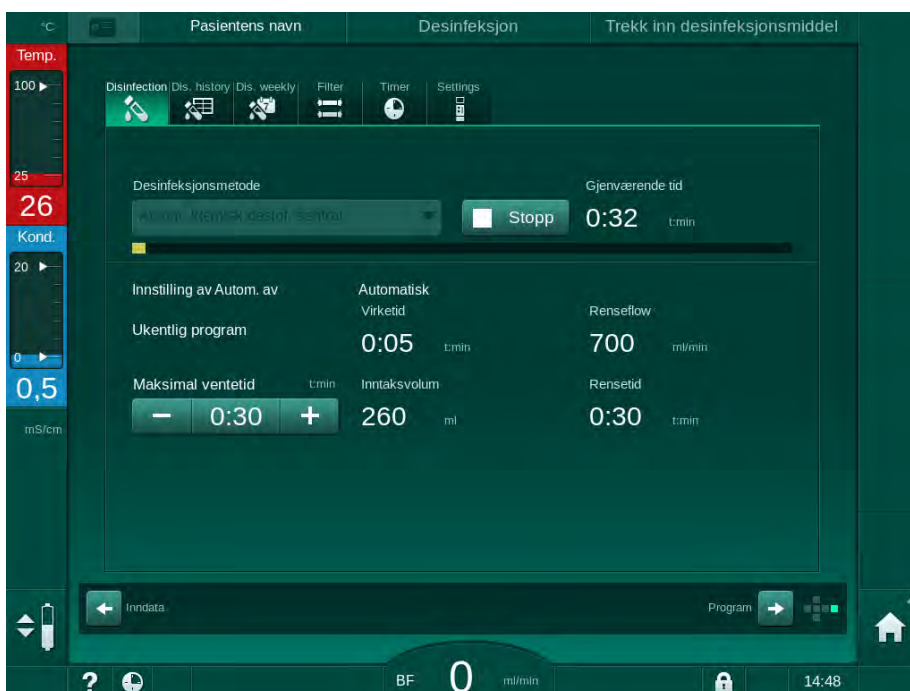 °C
Pasientens navn
Desinfeksjon
Trekk inn desinfeksjonsmiddel
Temp.
100
25
26
Kond.
20
0
0,5
mS/cm
Disinfection
Dis. history
Dis. weekly
7
Filter
Timer
Settings
Desinfeksjonsmetode
Gjenværende tid
sentral
Stopp
0:32 t:min
Innstilling av Autom. av
Automatisk
Ukentlig program
Virketid
0:05 t:min
Renseflow
700 ml/min
Maksimal ventetid t:min
− 0:30 +
Inntaksvolum
260 ml
Rensetid
0:30 t:min
Inndata
Program
? BF 0 ml/min 14:48